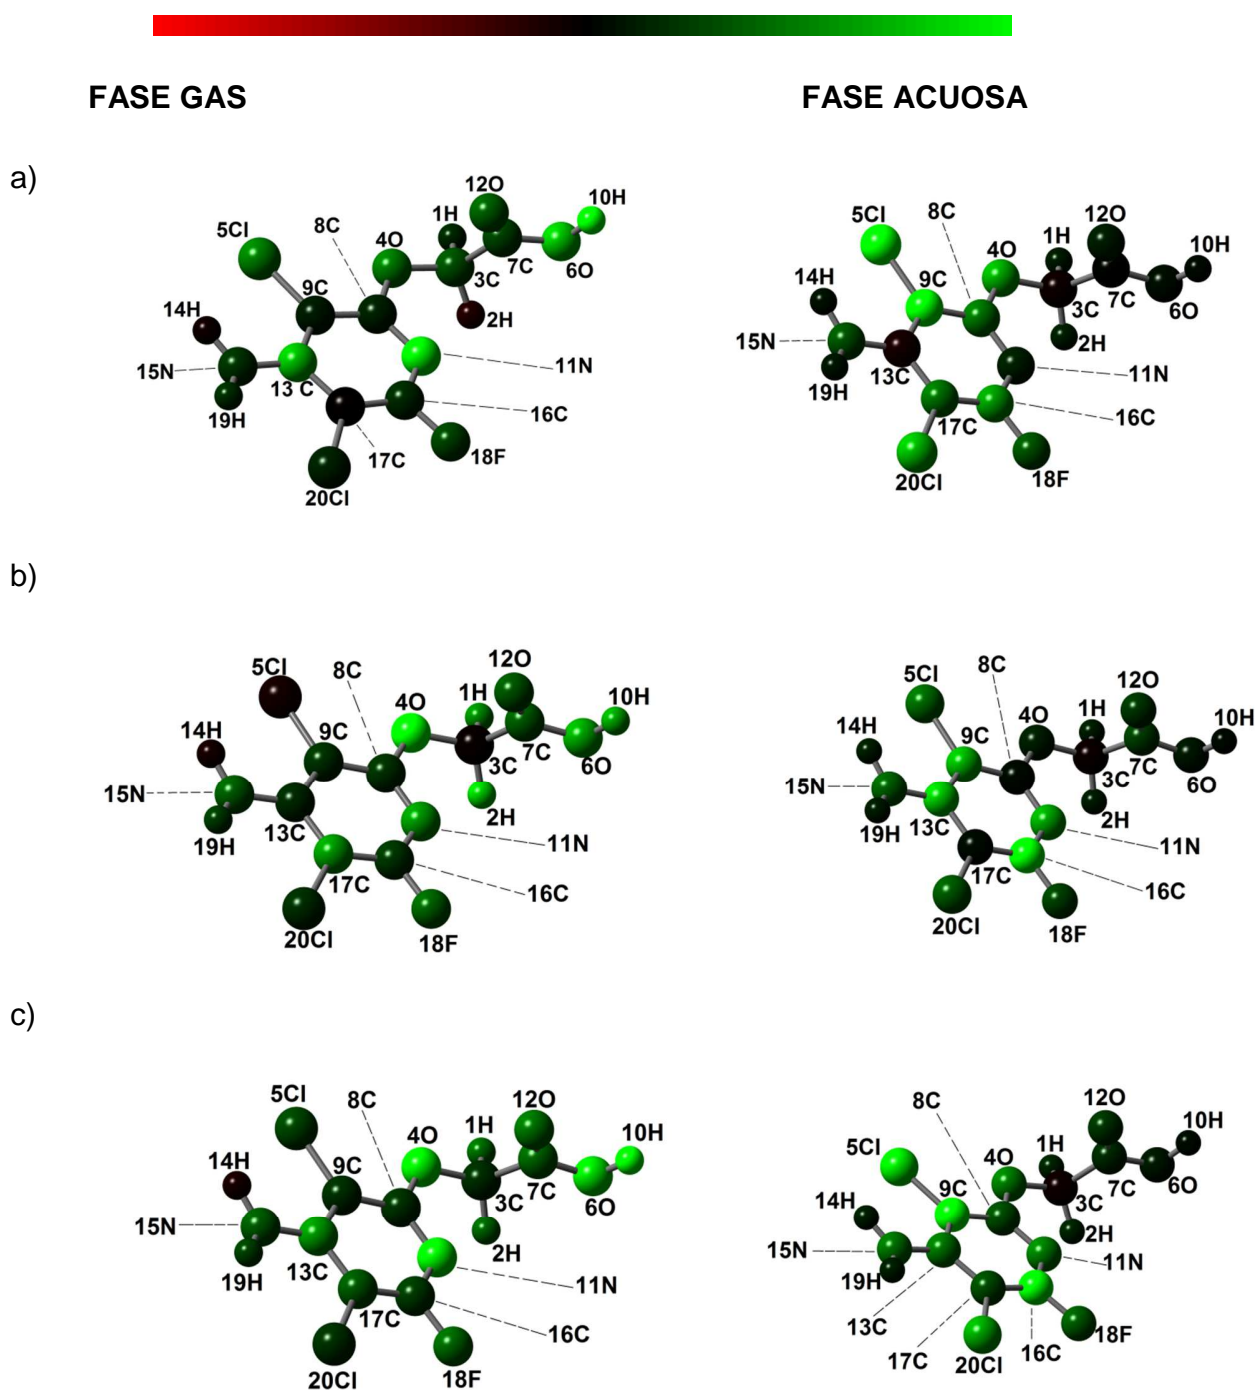 FASE GAS
FASE ACUOSA
a)
12O
10H
1H
8C
5Cl
4O
7C
6O
3C
9C
14H
2H
15N
13 C
11N
19H
16C
17C
18F
20Cl
8C
12O
5Cl
1H
10H
4O
14H
9C
7C
3C
6O
15N
2H
13C
11N
19H
17C
16C
20Cl
18F
b)
12O
5Cl
8C
4O
1H
10H
14H
9C
7C
3C
6O
15N
2H
13C
19H
11N
17C
16C
20Cl
18F
8C
12O
5Cl
1H
10H
4O
14H
9C
3C
7C
6O
15N
13C
2H
19H
11N
17C
16C
20Cl
18F
c)
5Cl
8C
12O
1H
10H
4O
14H
9C
7C
3C
6O
15N
2H
19H
13C
11N
17C
16C
18F
20Cl
8C
12O
10H
1H
5Cl
4O
9C
7C
6O
14H
3C
2H
15N
11N
19H
13C
18F
17C
20Cl
16C